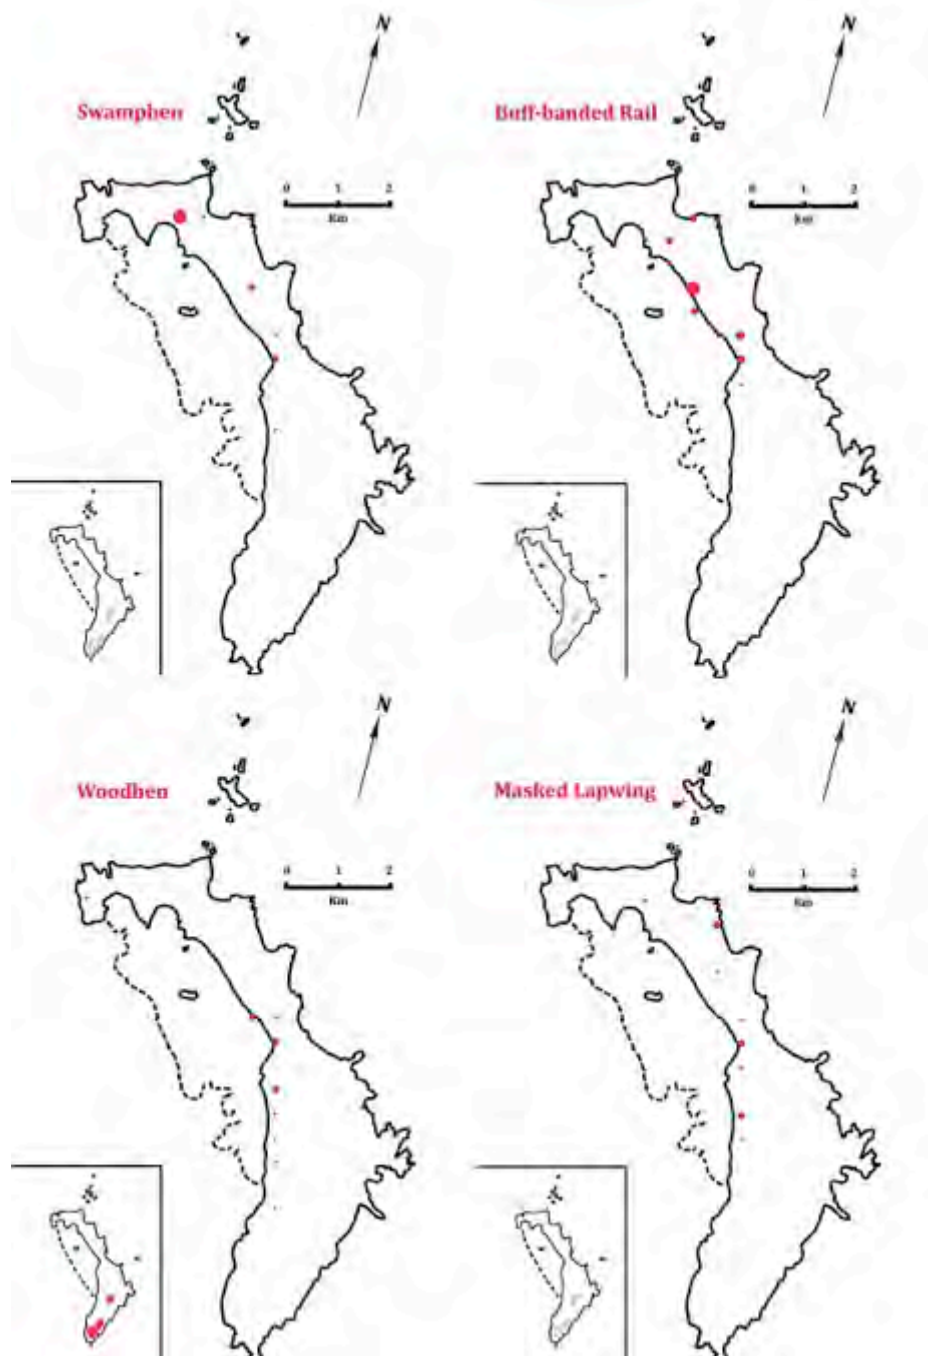 N
N
Swamphen
Buff-banded Rail
0 1 2
Km
0 1 2
Km
N
N
Woodhen
Masked Lapwing
0 1 2
Km
0 1 2
Km